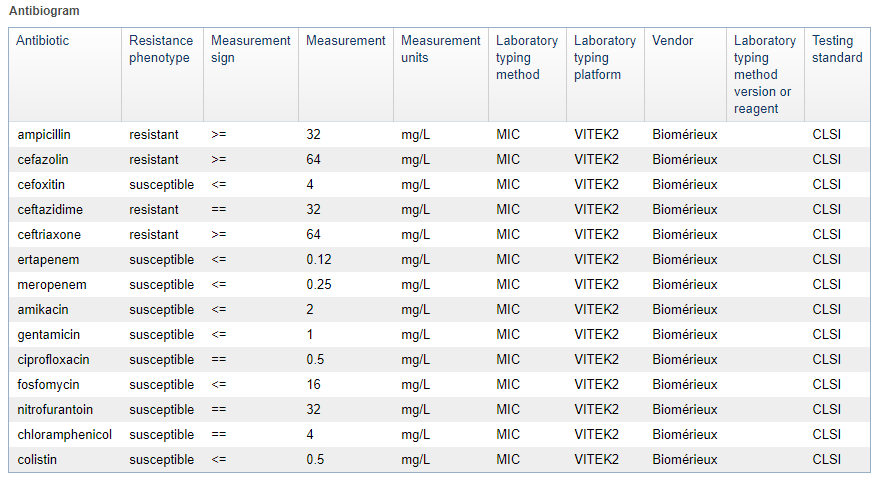 Antibiogram
Antibiotic Resistance phenotype Measurement sign Measurement Measurement units Laboratory typing method Laboratory typing platform Vendor Laboratory typing method version or reagent Testing standard
ampicillin resistant >= 32 mg/L MIC VITEK2 Biomérieux CLSI
cefazolin resistant >= 64 mg/L MIC VITEK2 Biomérieux CLSI
cefoxitin susceptible <= 4 mg/L MIC VITEK2 Biomérieux CLSI
ceftazidime resistant == 32 mg/L MIC VITEK2 Biomérieux CLSI
ceftriaxone resistant >= 64 mg/L MIC VITEK2 Biomérieux CLSI
ertapenem susceptible <= 0.12 mg/L MIC VITEK2 Biomérieux CLSI
meropenem susceptible <= 0.25 mg/L MIC VITEK2 Biomérieux CLSI
amikacin susceptible <= 2 mg/L MIC VITEK2 Biomérieux CLSI
gentamicin susceptible <= 1 mg/L MIC VITEK2 Biomérieux CLSI
ciprofloxacin susceptible == 0.5 mg/L MIC VITEK2 Biomérieux CLSI
fosfomycin susceptible <= 16 mg/L MIC VITEK2 Biomérieux CLSI
nitrofurantoin susceptible == 32 mg/L MIC VITEK2 Biomérieux CLSI
chloramphenicol susceptible == 4 mg/L MIC VITEK2 Biomérieux CLSI
colistin susceptible <= 0.5 mg/L MIC VITEK2 Biomérieux CLSI